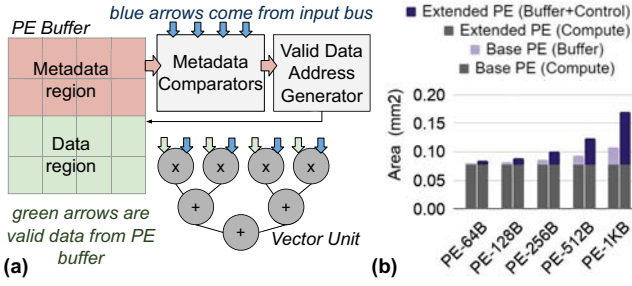 blue arrows come from input bus
PE Buffer
Metadata
region
Data
region
Metadata
Comparators
Valid Data
Address
Generator
x x x x
+ +
+
Vector Unit
green arrows are
valid data from PE
buffer
(a)
Extended PE (Buffer+Control)
Extended PE (Compute)
Base PE (Buffer)
Base PE (Compute)
Area (mm2)
0.20
0.15
0.10
0.05
0.00
PE-64B
PE-128B
PE-256B
PE-512B
PE-1KB
(b)